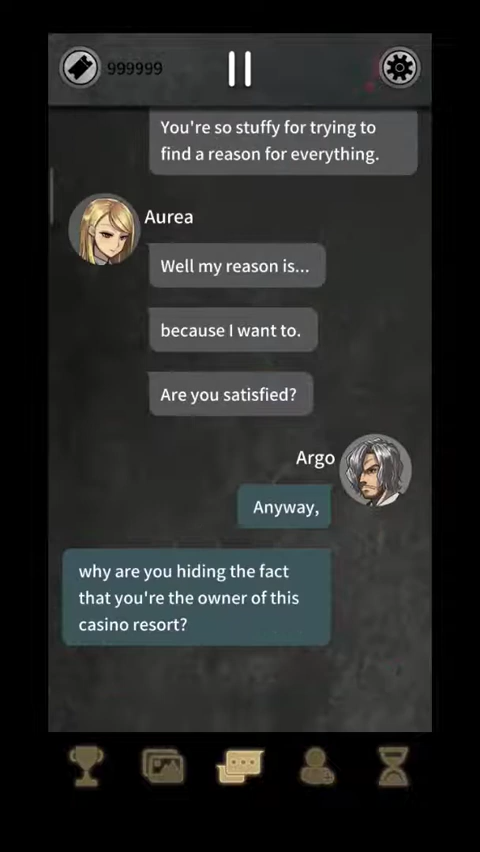 999999
You're so stuffy for trying to
find a reason for everything.
Aurea
Well my reason is...
because I want to.
Are you satisfied?
Argo
Anyway,
why are you hiding the fact
that you're the owner of this
casino resort?